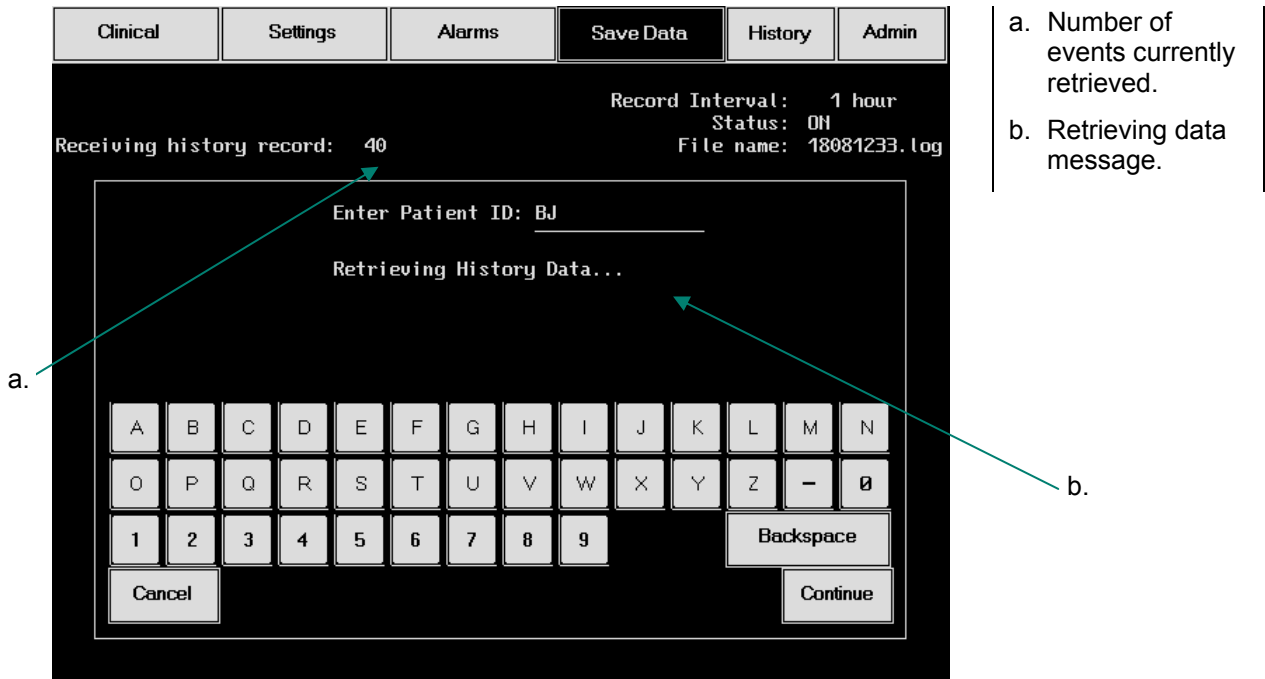 Clinical Settings Alarms Save Data History Admin
Record Interval: 1 hour
Status: ON
Receiving history record: 40 File name: 18081233.log
Enter Patient ID: BJ
Retrieving History Data...
A B C D E F G H I J K L M N
O P Q R S T U V W X Y Z - 0
1 2 3 4 5 6 7 8 9 Backspace
Cancel Continue
a.
b.
a. Number of
events currently
retrieved.
b. Retrieving data
message.